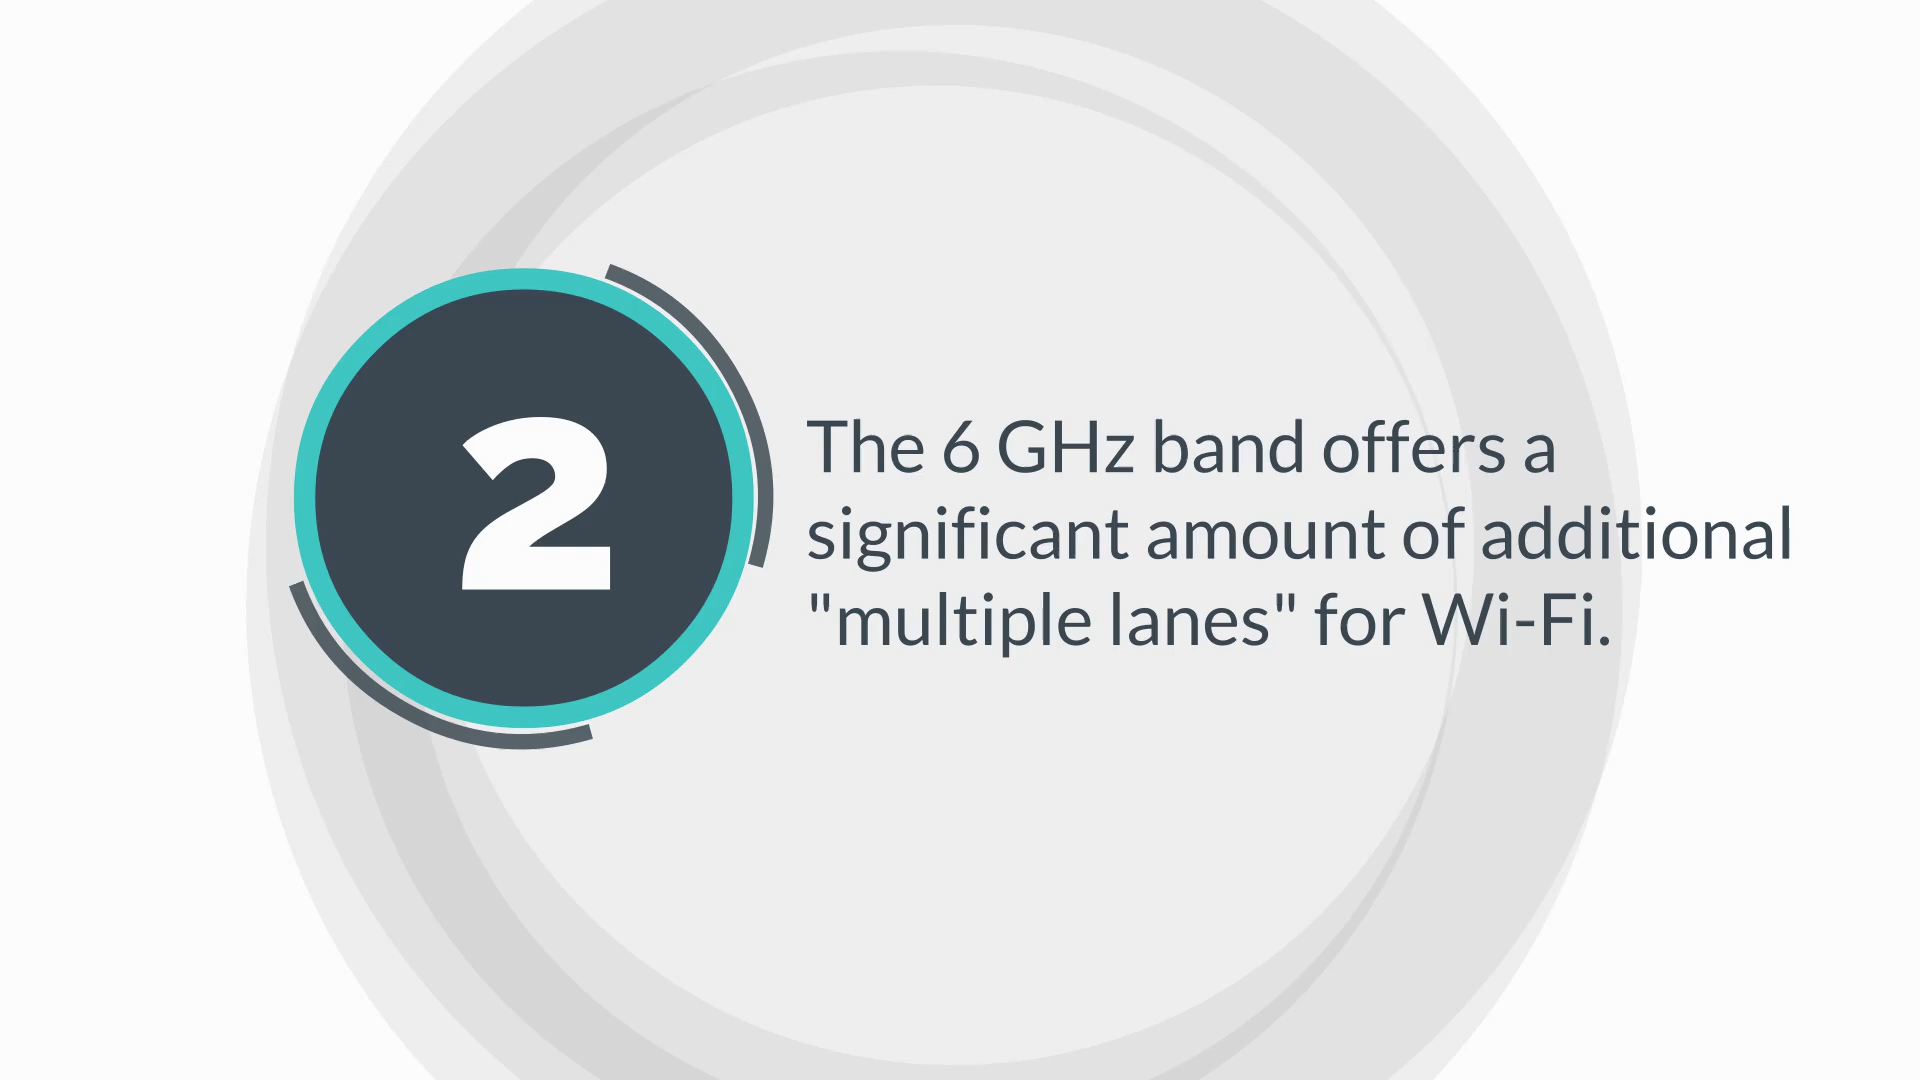 2
The 6 GHz band offers a
significant amount of additional
"multiple lanes" for Wi-Fi.